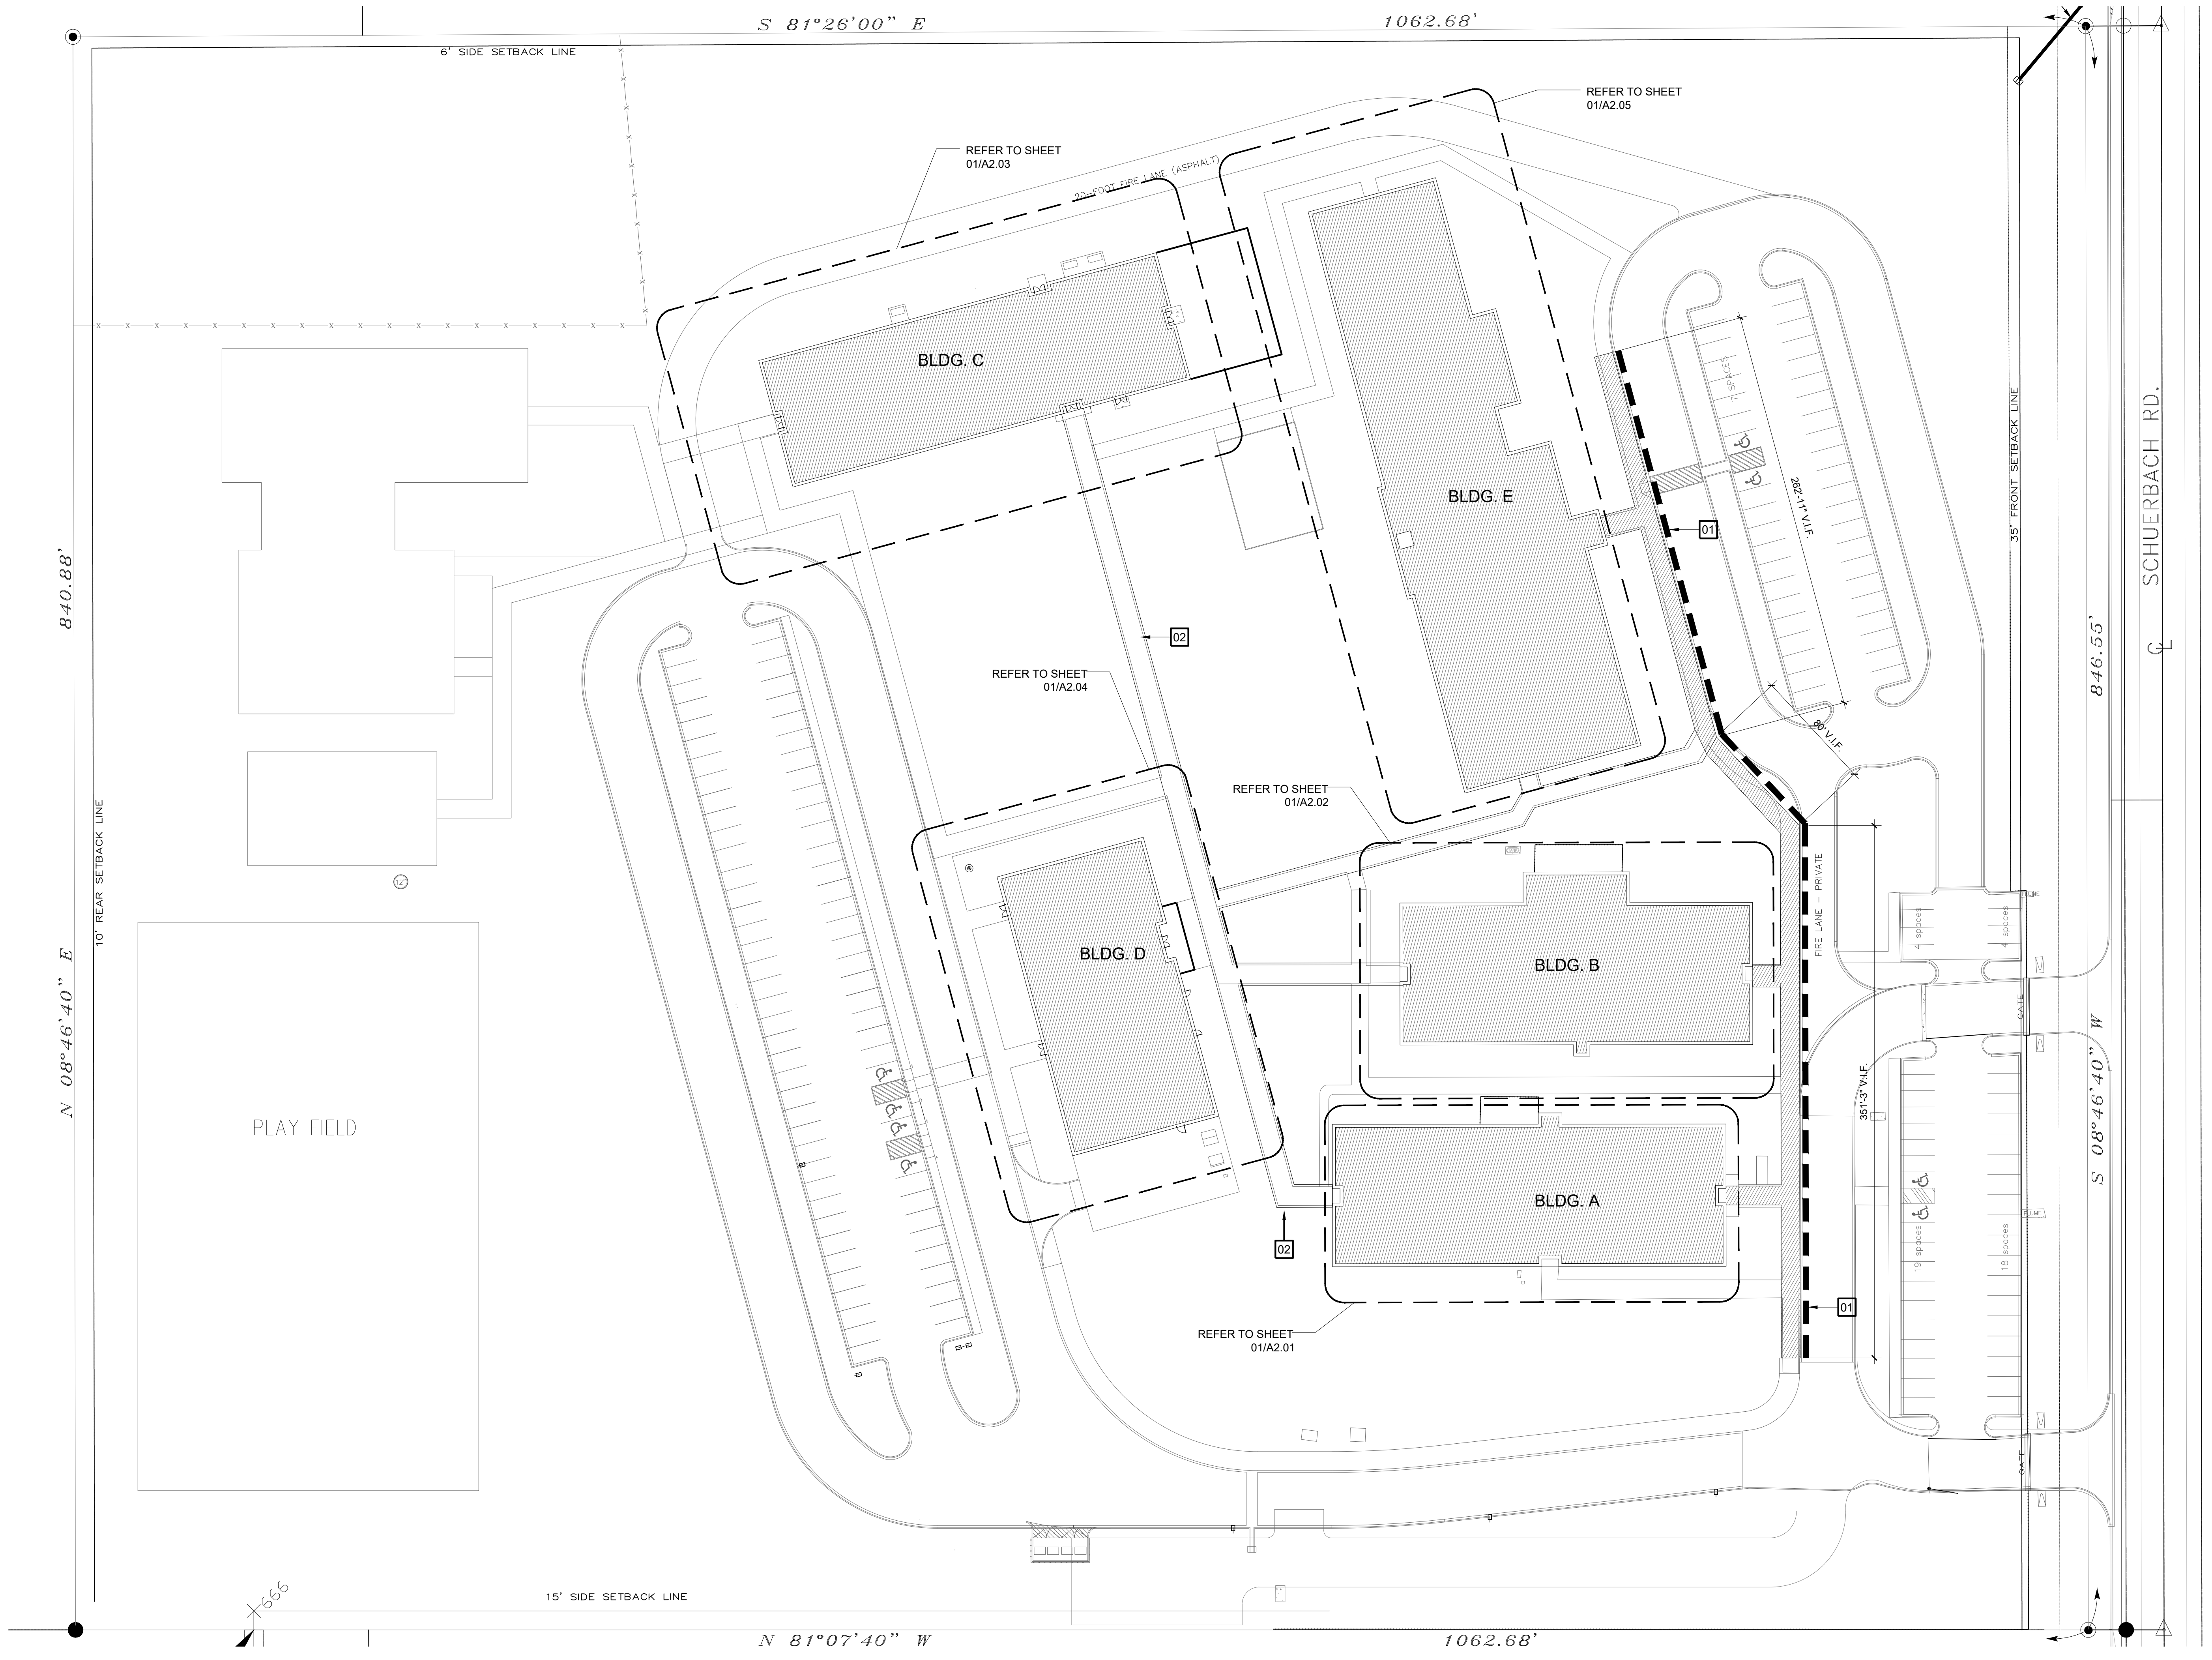 S 81°26'00" E
1062.68'
6' SIDE SETBACK LINE
REFER TO SHEET
01/A2.05
REFER TO SHEET
01/A2.03
20-FOOT FIRE LANE (ASPHALT)
BLDG. C
7 SPACES
35' FRONT SETBACK LINE
SCHUERBACH RD.
BLDG. E
262'-11" V.I.F.
01
840.88'
02
846.55'
CL
REFER TO SHEET
01/A2.04
80' V.I.F.
REFER TO SHEET
01/A2.02
10' REAR SETBACK LINE
12"
FIRE LANE - PRIVATE
4 spaces
4 spaces
BLDG. D
BLDG. B
N 08°46'40" E
GATE
S 08°46'40" W
351'-3" V.I.F.
PLAY FIELD
BLDG. A
FLUME
02
19 spaces
18 spaces
01
REFER TO SHEET
01/A2.01
GATE
666
15' SIDE SETBACK LINE
N 81°07'40" W
1062.68'